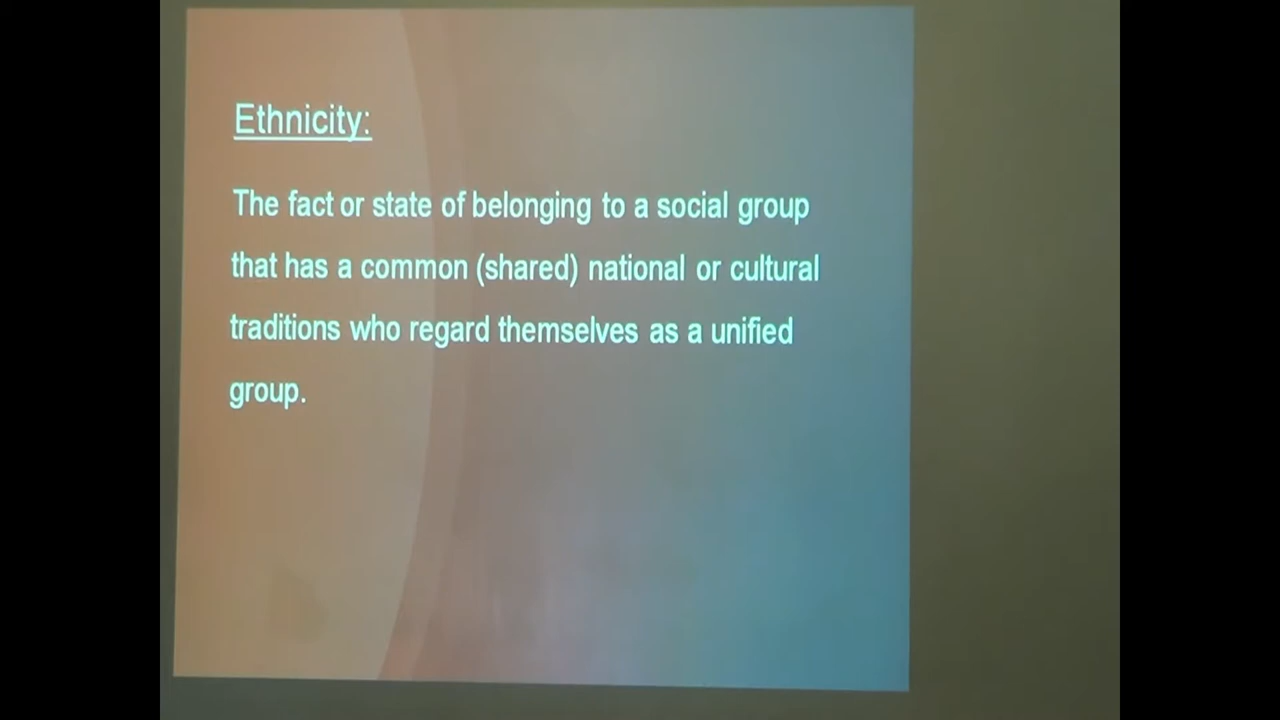 Ethnicity:
The fact or state of belonging to a social group
that has a common (shared) national or cultural
traditions who regard themselves as a unified
group.